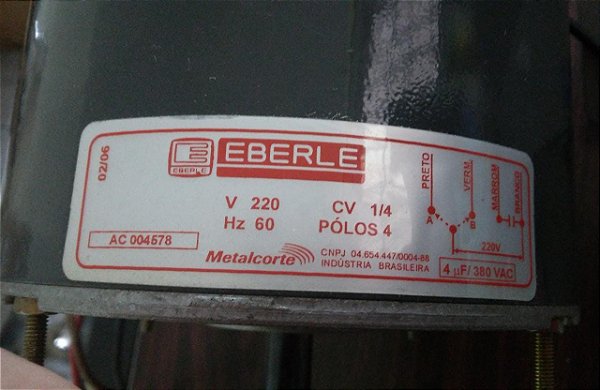 02/06
EBERLE
EBERLE
V 220 CV 1/4
Hz 60 PÓLOS 4
AC 004578
Metalcorte
CNPJ 04.654.447/0004-88
INDÚSTRIA BRASILEIRA
PRETO
VERM.
MARROM
BRANCO
A
B
220V
4 µF/ 380 VAC